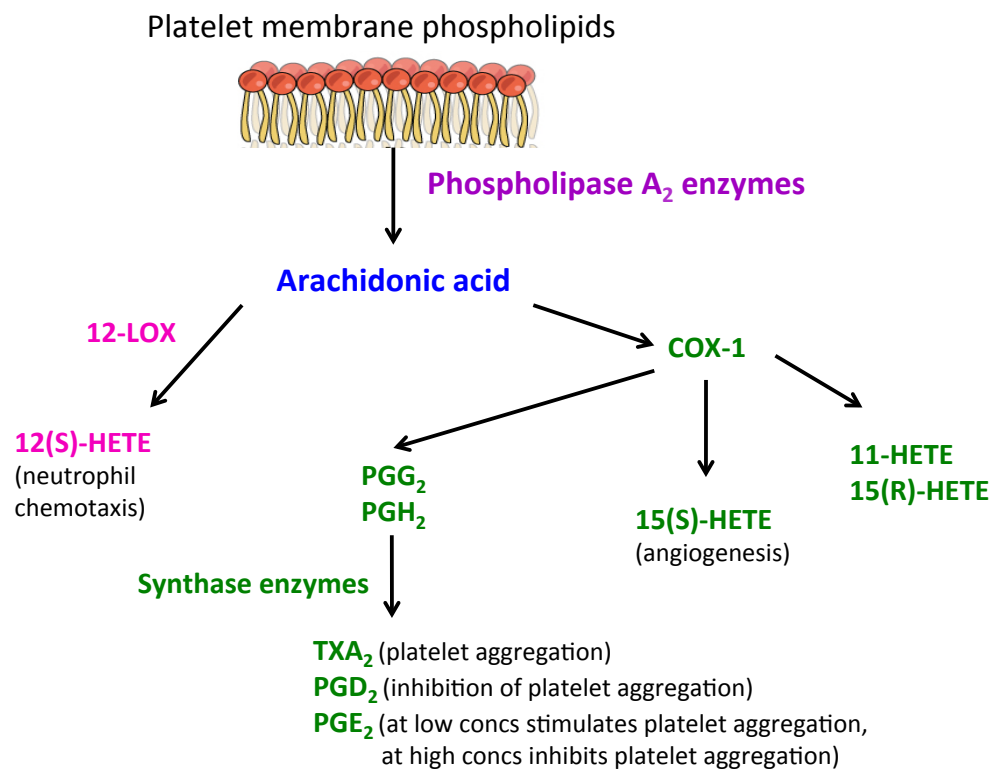 Platelet membrane phospholipids
Phospholipase A₂ enzymes
Arachidonic acid
12-LOX
COX-1
12(S)-HETE
(neutrophil
chemotaxis)
PGG₂
PGH₂
15(S)-HETE
(angiogenesis)
11-HETE
15(R)-HETE
Synthase enzymes
TXA₂ (platelet aggregation)
PGD₂ (inhibition of platelet aggregation)
PGE₂ (at low concs stimulates platelet aggregation,
at high concs inhibits platelet aggregation)